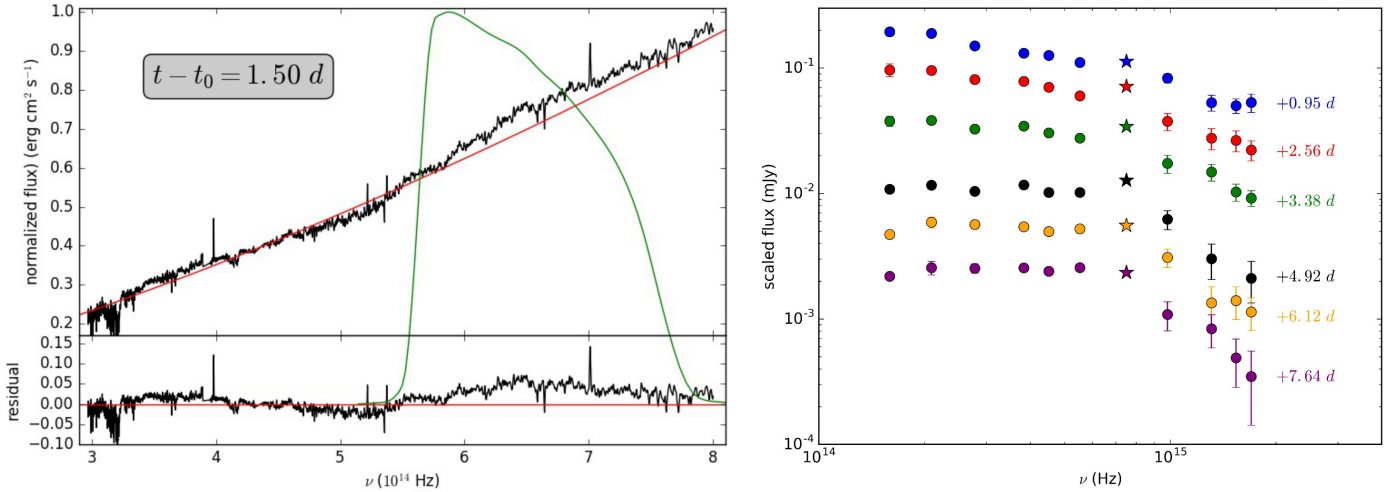 1.0
0.9
0.8
0.7
0.6
0.5
0.4
0.3
0.2
normalized flux) (erg cm² s⁻¹)
t − t₀ = 1.50 d
0.15
0.10
0.05
0.00
−0.05
−0.10
residual
3 4 5 6 7 8
ν (10¹⁴ Hz)
10⁻¹
10⁻²
10⁻³
10⁻⁴
scaled flux (mJy)
+0.95 d
+2.56 d
+3.38 d
+4.92 d
+6.12 d
+7.64 d
10¹⁴ 10¹⁵
ν (Hz)